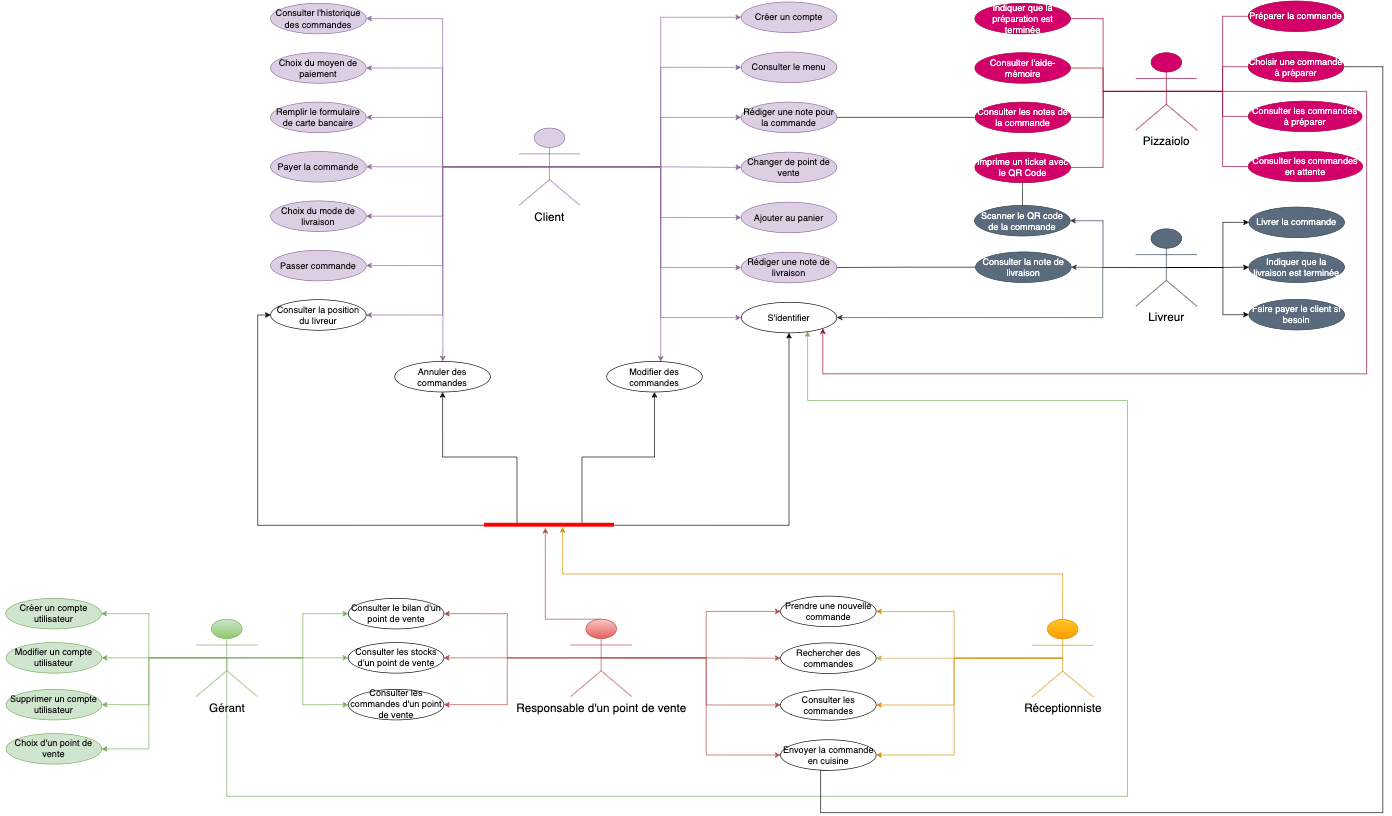 Consulter l'historique
des commandes
Choix du moyen de
paiement
Remplir le formulaire
de carte bancaire
Payer la commande
Choix du mode de
livraison
Passer commande
Consulter la position
du livreur
Client
Annuler des
commandes
Modifier des
commandes
Créer un compte
Consulter le menu
Rédiger une note pour
la commande
Changer de point de
vente
Ajouter au panier
Rédiger une note de
livraison
S'identifier
Indiquer que la
préparation est
terminée
Consulter l'aide-
mémoire
Consulter les notes de
la commande
Imprime un ticket avec
le QR Code
Scanner le QR code
de la commande
Consulter la note de
livraison
Pizzaiolo
Livreur
Préparer la commande
Choisir une commande
à préparer
Consulter les commandes
à préparer
Consulter les commandes
en attente
Livrer la commande
Indiquer que la
livraison est terminée
Faire payer le client si
besoin
Créer un compte
utilisateur
Modifier un compte
utilisateur
Supprimer un compte
utilisateur
Choix d'un point de
vente
Gérant
Consulter le bilan d'un
point de vente
Consulter les stocks
d'un point de vente
Consulter les
commandes d'un point
de vente
Responsable d'un point de vente
Prendre une nouvelle
commande
Rechercher des
commandes
Consulter les
commandes
Envoyer la commande
en cuisine
Réceptionniste